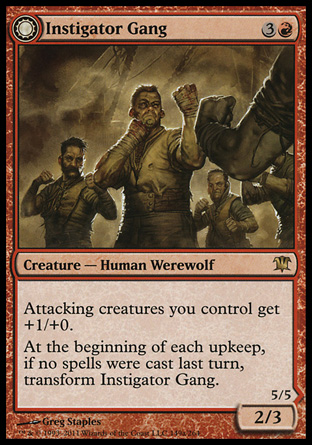 Instigator Gang 3
Creature — Human Werewolf
Attacking creatures you control get
+1/+0.
At the beginning of each upkeep,
if no spells were cast last turn,
transform Instigator Gang.
5/5
2/3
Greg Staples